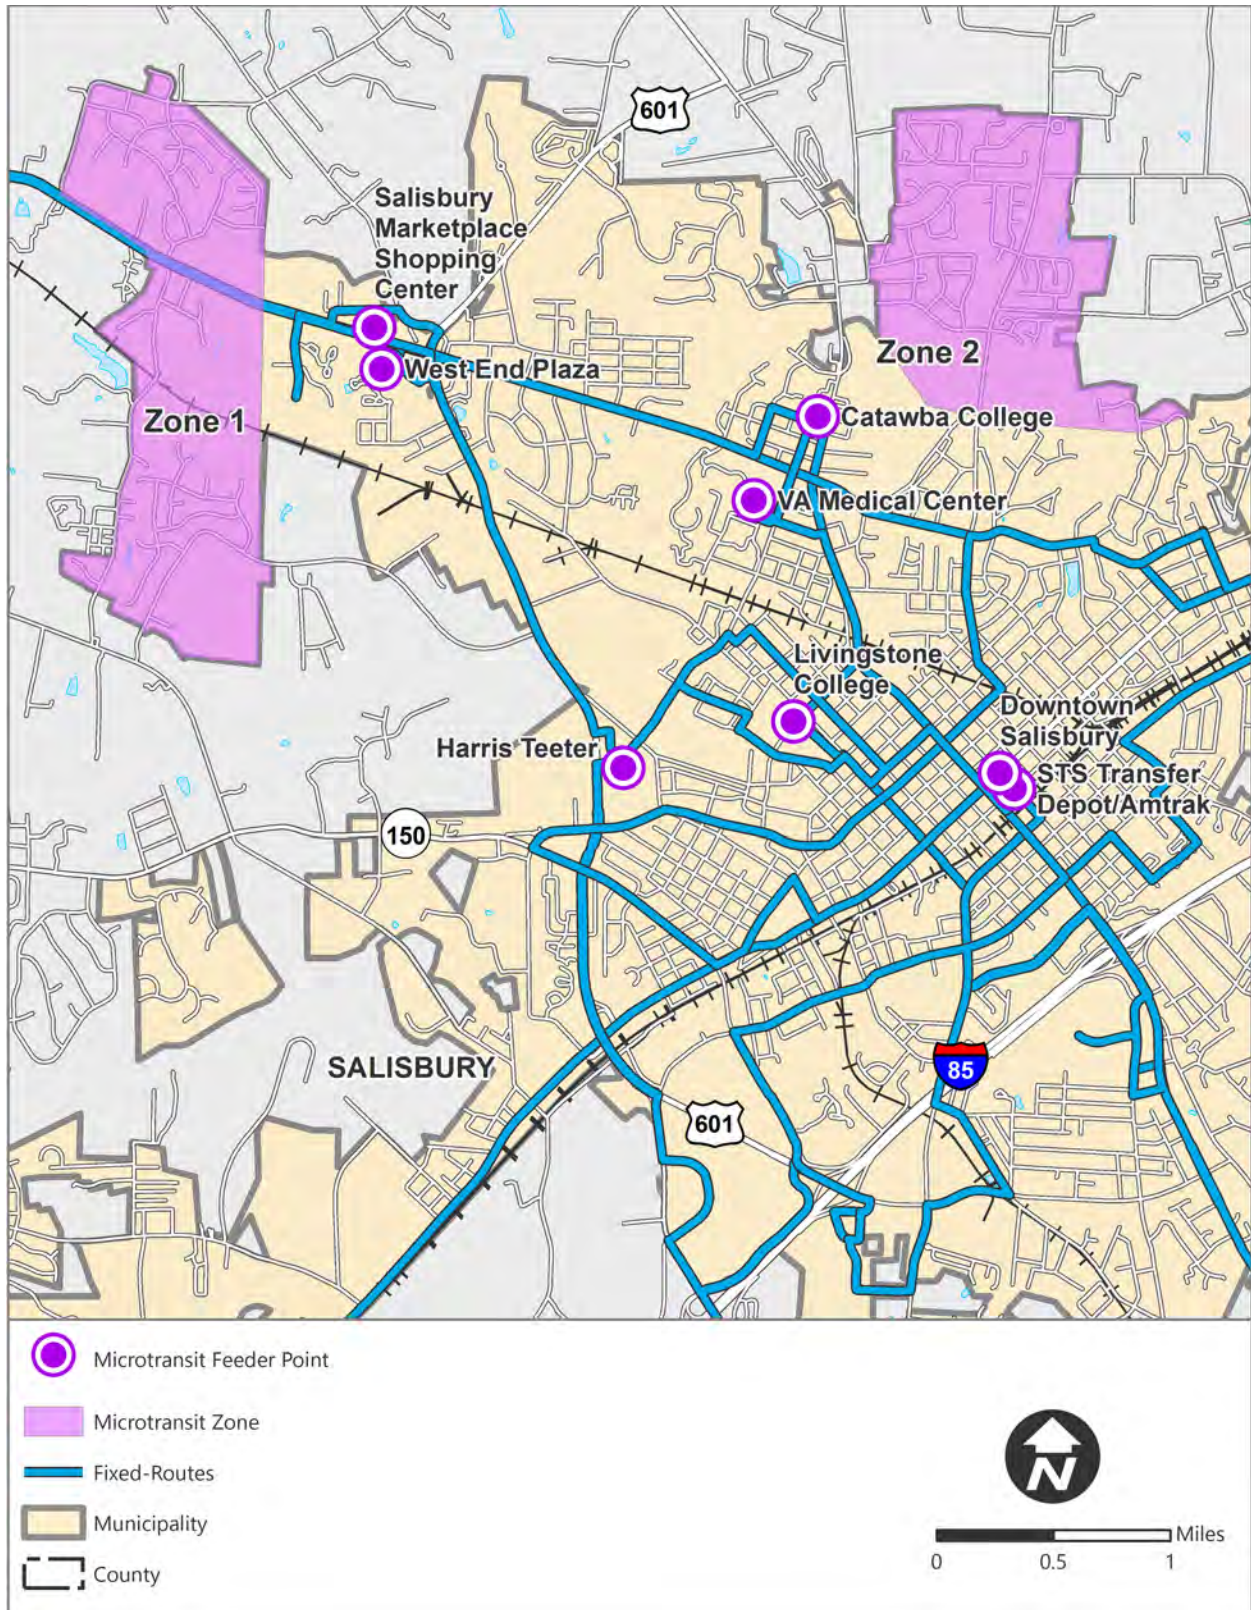 601
Salisbury
Marketplace
Shopping
Center
Zone 2
West End Plaza
Zone 1
Catawba College
VA Medical Center
Livingstone
College
Downtown
Salisbury
Harris Teeter
STS Transfer
Depot/Amtrak
150
SALISBURY
85
601
Microtransit Feeder Point
Microtransit Zone
Fixed-Routes
Municipality
County
N
Miles
0 0.5 1